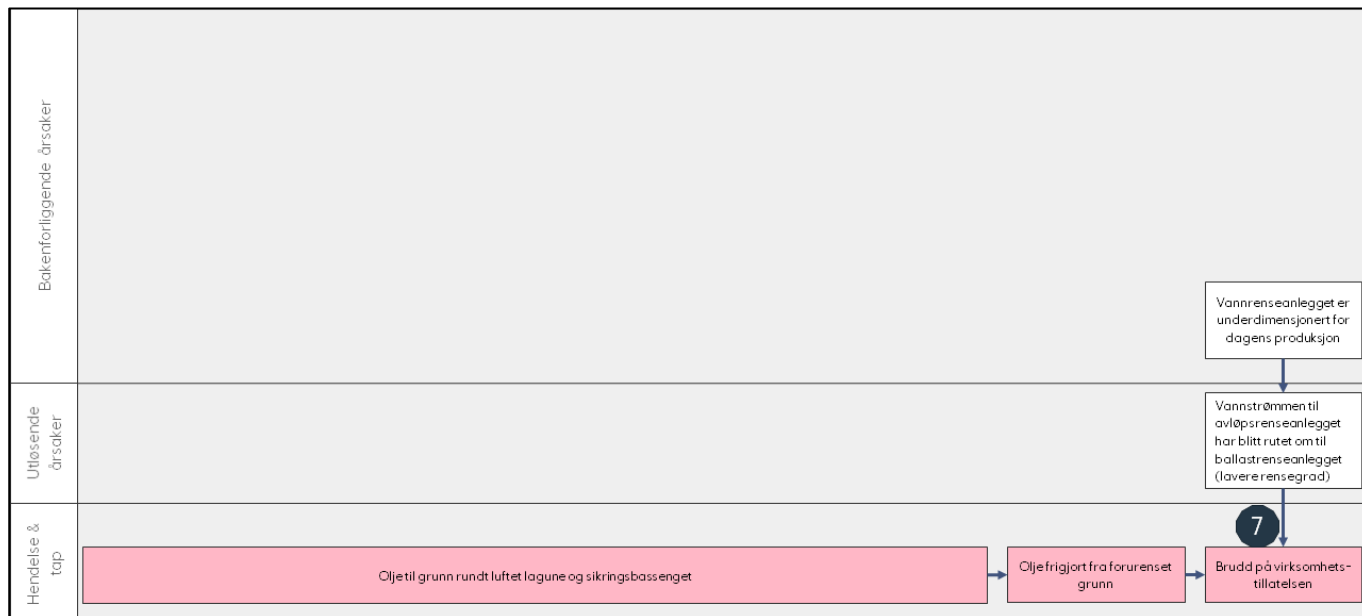 Bakenforliggende årsaker
Vannrenseanlegget er
underdimensjonert for
dagens produksjon
Utløsende
årsaker
Vannstrømmen til
avløpsrenseanlegget
har blitt rutet om til
ballastrenseanlegget
(lavere rensegrad)
Hendelse &
tap
7
Olje til grunn rundt luftet lagune og sikringsbassenget
Olje frigjort fra forurenset
grunn
Brudd på virksomhets-
tillatelsen